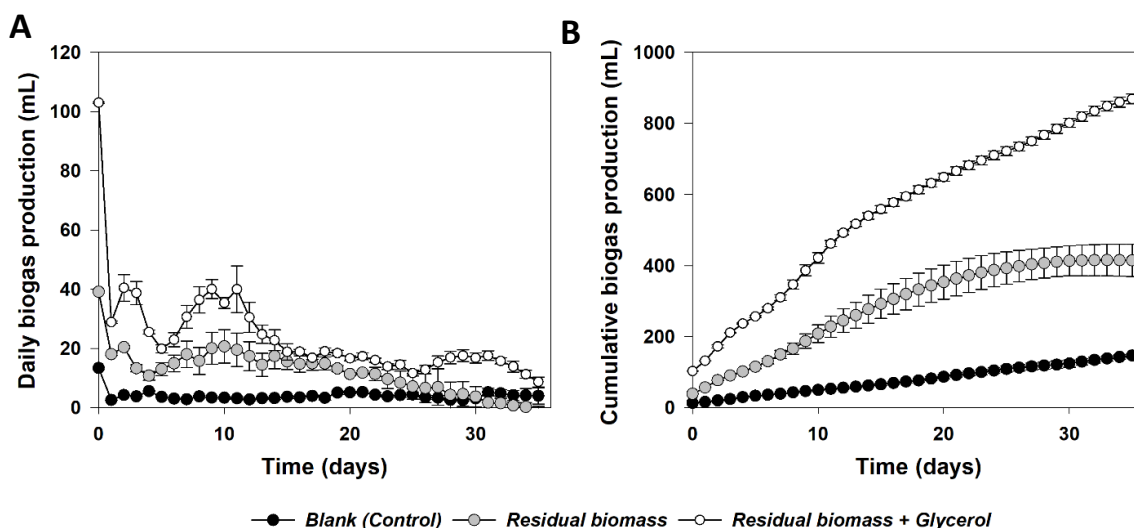 A
Daily biogas production (mL)
120
100
80
60
40
20
0
0
10
20
30
Time (days)
B
Cumulative biogas production (mL)
1000
800
600
400
200
0
0
10
20
30
Time (days)
Blank (Control)
Residual biomass
Residual biomass + Glycerol